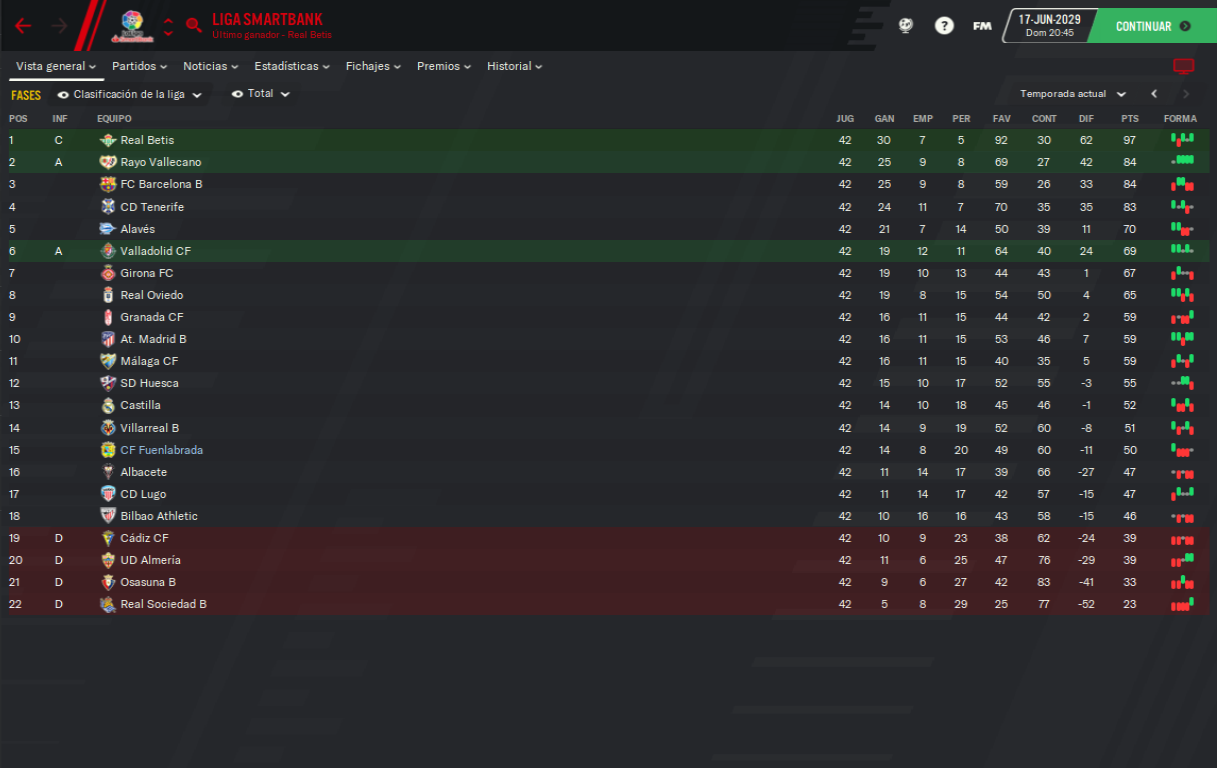 LIGA SMARTBANK
Último ganador - Real Betis
?
FM
17-JUN-2029
Dom 20:45
CONTINUAR
Vista general Partidos Noticias Estadísticas Fichajes Premios Historial
FASES Clasificación de la liga Total Temporada actual
POS INF EQUIPO JUG GAN EMP PER FAV CONT DIF PTS FORMA
1 C Real Betis 42 30 7 5 92 30 62 97
2 A Rayo Vallecano 42 25 9 8 69 27 42 84
3 FC Barcelona B 42 25 9 8 59 26 33 84
4 CD Tenerife 42 24 11 7 70 35 35 83
5 Alavés 42 21 7 14 50 39 11 70
6 A Valladolid CF 42 19 12 11 64 40 24 69
7 Girona FC 42 19 10 13 44 43 1 67
8 Real Oviedo 42 19 8 15 54 50 4 65
9 Granada CF 42 16 11 15 44 42 2 59
10 At. Madrid B 42 16 11 15 53 46 7 59
11 Málaga CF 42 16 11 15 40 35 5 59
12 SD Huesca 42 15 10 17 52 55 -3 55
13 Castilla 42 14 10 18 45 46 -1 52
14 Villarreal B 42 14 9 19 52 60 -8 51
15 CF Fuenlabrada 42 14 8 20 49 60 -11 50
16 Albacete 42 11 14 17 39 66 -27 47
17 CD Lugo 42 11 14 17 42 57 -15 47
18 Bilbao Athletic 42 10 16 16 43 58 -15 46
19 D Cádiz CF 42 10 9 23 38 62 -24 39
20 D UD Almería 42 11 6 25 47 76 -29 39
21 D Osasuna B 42 9 6 27 42 83 -41 33
22 D Real Sociedad B 42 5 8 29 25 77 -52 23